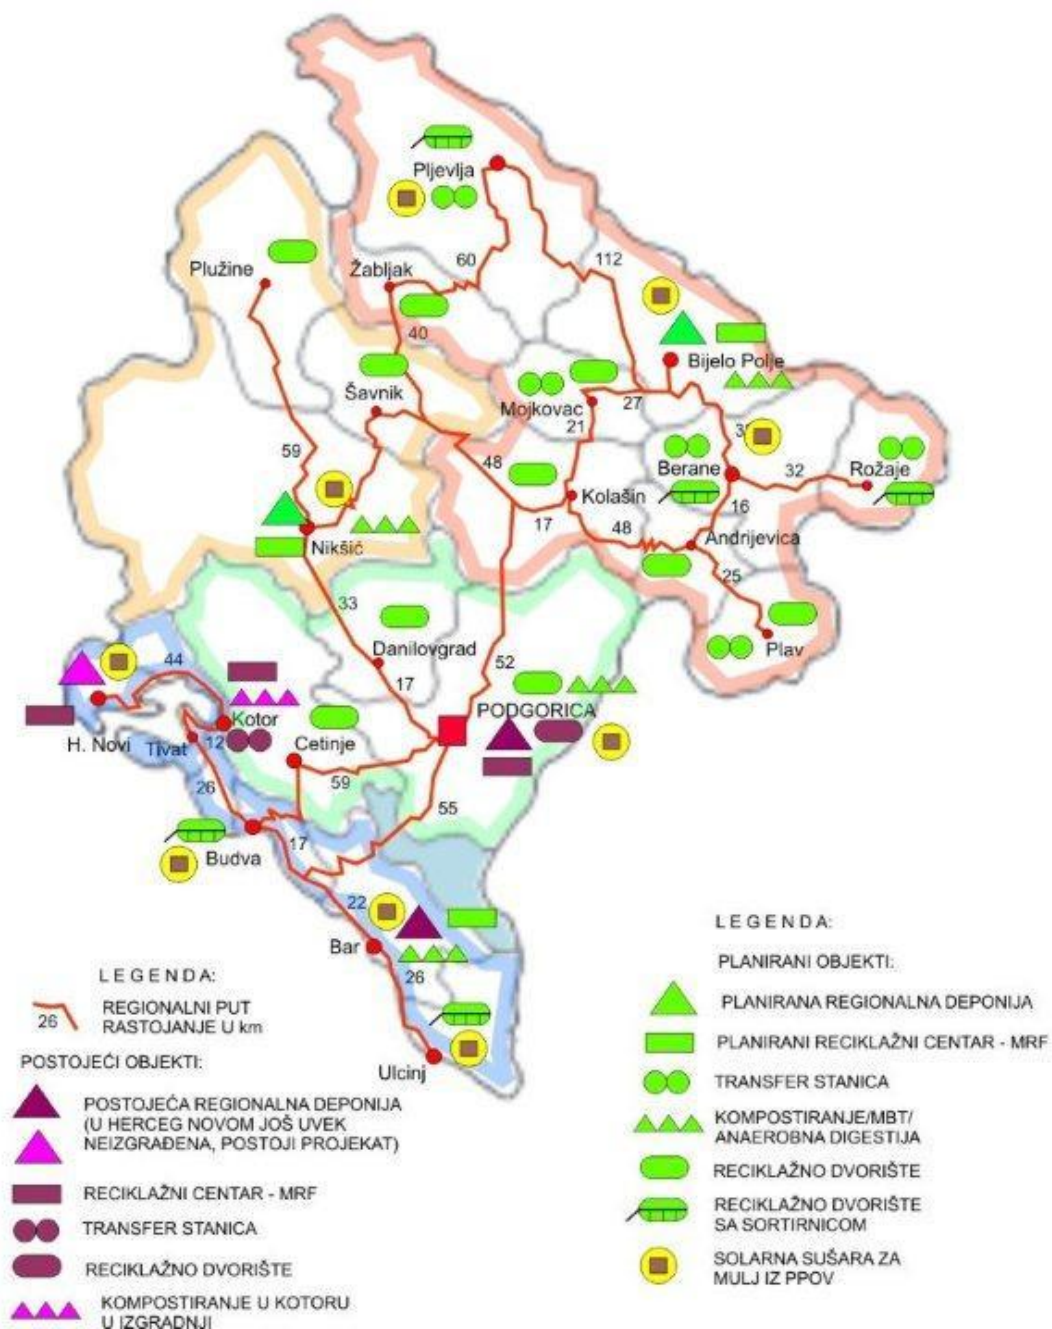 Pljevlja
Plužine
Žabljak
60
112
40
Bijelo Polje
Šavnik
Mojkovac
27
21
59
48
Berane
32
Rožaje
Kolašin
16
17
48
Andrijevica
Nikšić
25
33
Plav
Danilovgrad
52
44
17
PODGORICA
Kotor
H. Novi
Tivat
12
Cetinje
59
26
55
17
Budva
22
Bar
26
Ulcinj
LEGENDA:
26
REGIONALNI PUT
RASTOJANJE U km
POSTOJEĆI OBJEKTI:
POSTOJEĆA REGIONALNA DEPONIJA
(U HERCEG NOVOM JOŠ UVEK
NEIZGRAĐENA, POSTOJI PROJEKAT)
RECIKLAŽNI CENTAR - MRF
TRANSFER STANICA
RECIKLAŽNO DVORIŠTE
KOMPOSTIRANJE U KOTORU
U IZGRADNJI
LEGENDA:
PLANIRANI OBJEKTI:
PLANIRANA REGIONALNA DEPONIJA
PLANIRANI RECIKLAŽNI CENTAR - MRF
TRANSFER STANICA
KOMPOSTIRANJE/MBT/
ANAEROBNA DIGESTIJA
RECIKLAŽNO DVORIŠTE
RECIKLAŽNO DVORIŠTE
SA SORTIRNICOM
SOLARNA SUŠARA ZA
MULJ IZ PPOV